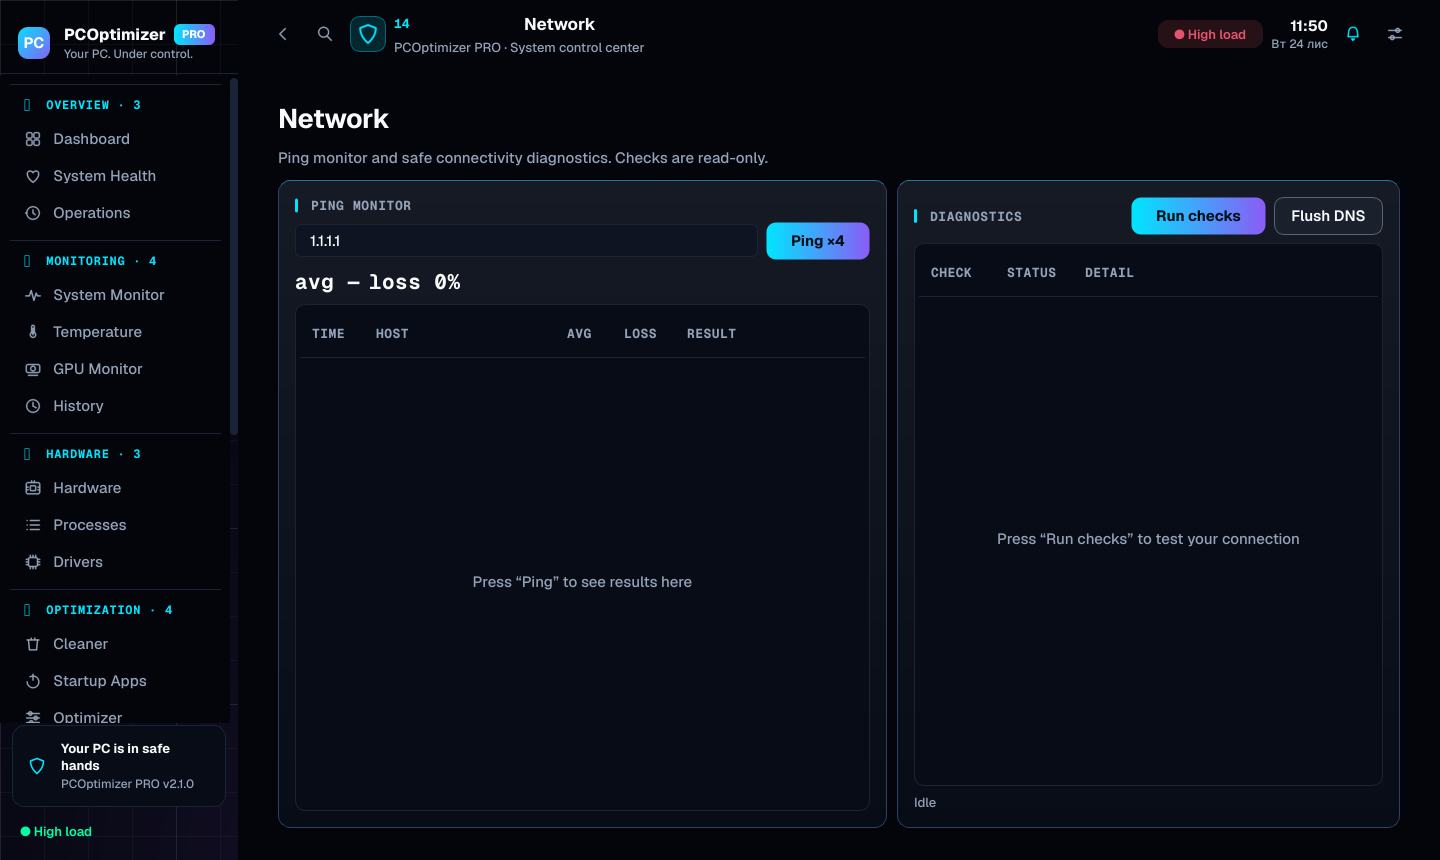 PC
PCOptimizer PRO
Your PC. Under control.
OVERVIEW · 3
Dashboard
System Health
Operations
MONITORING · 4
System Monitor
Temperature
GPU Monitor
History
HARDWARE · 3
Hardware
Processes
Drivers
OPTIMIZATION · 4
Cleaner
Startup Apps
Optimizer
Your PC is in safe
hands
PCOptimizer PRO v2.1.0
High load
14
Network
PCOptimizer PRO · System control center
High load
11:50
Вт 24 лис
Network
Ping monitor and safe connectivity diagnostics. Checks are read-only.
PING MONITOR
1.1.1.1
Ping ×4
avg — loss 0%
TIME HOST AVG LOSS RESULT
Press “Ping” to see results here
DIAGNOSTICS
Run checks
Flush DNS
CHECK STATUS DETAIL
Press “Run checks” to test your connection
Idle